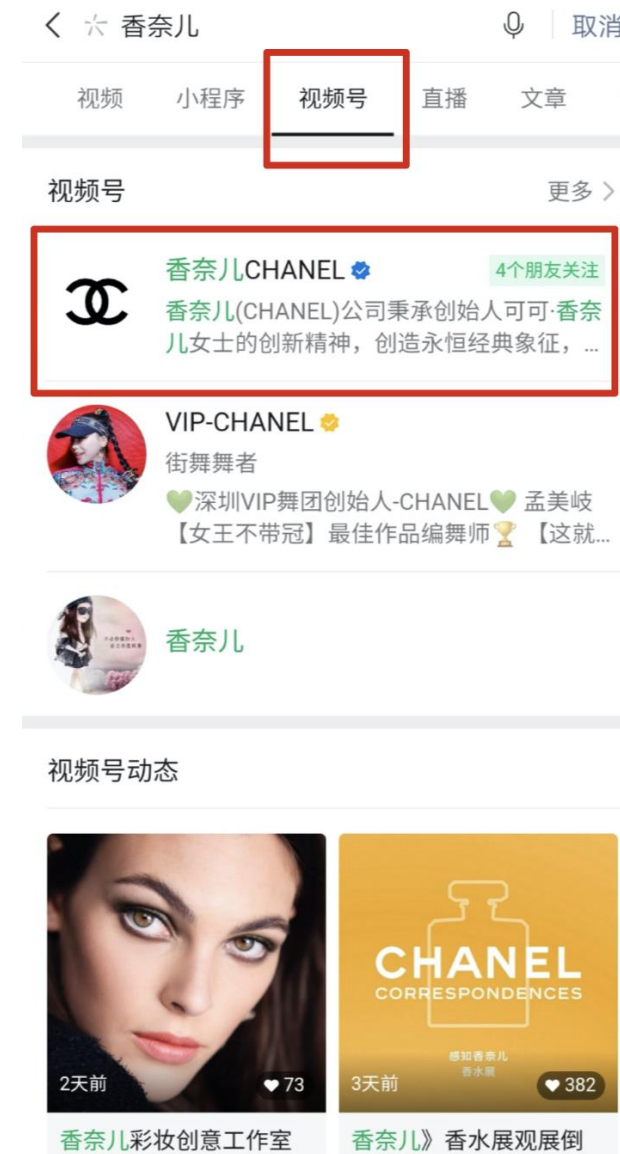 香奈儿
取消
视频 小程序 视频号 直播 文章
视频号
更多
香奈儿CHANEL
4个朋友关注
香奈儿(CHANEL)公司秉承创始人可可·香奈
儿女士的创新精神，创造永恒经典象征，...
VIP-CHANEL
街舞舞者
💚深圳VIP舞团创始人-CHANEL💚 孟美岐
【女王不带冠】最佳作品编舞师🏆 【这就...
香奈儿
视频号动态
2天前
73
CHANEL
CORRESPONDENCES
感知香奈儿
香水展
3天前
382
香奈儿彩妆创意工作室
香奈儿》香水展观展倒